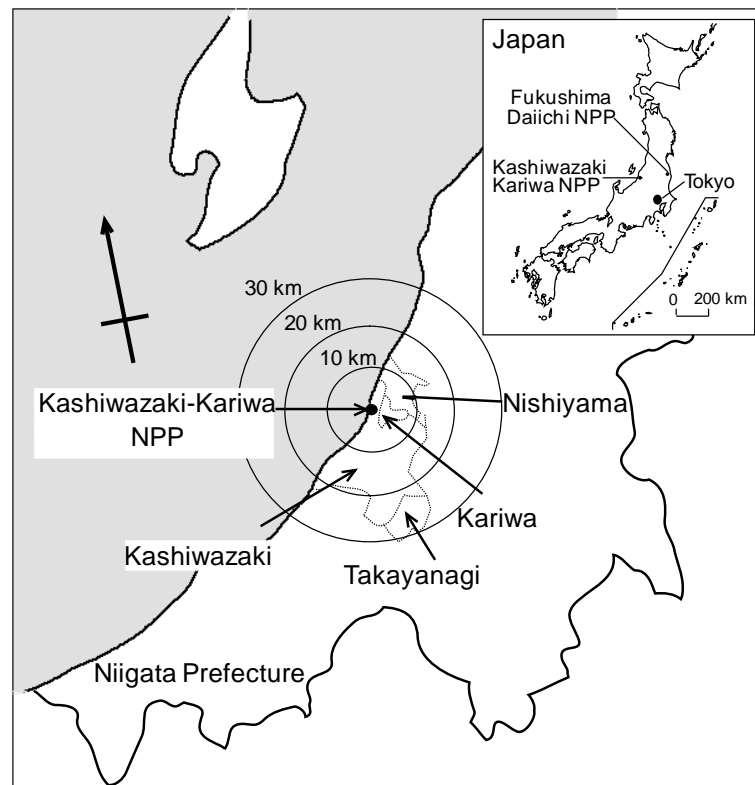 Japan
Fukushima
Daiichi NPP
Kashiwazaki
Kariwa NPP
Tokyo
0 200 km
30 km
20 km
10 km
Kashiwazaki-Kariwa
NPP
Nishiyama
Kariwa
Kashiwazaki
Takayanagi
Niigata Prefecture